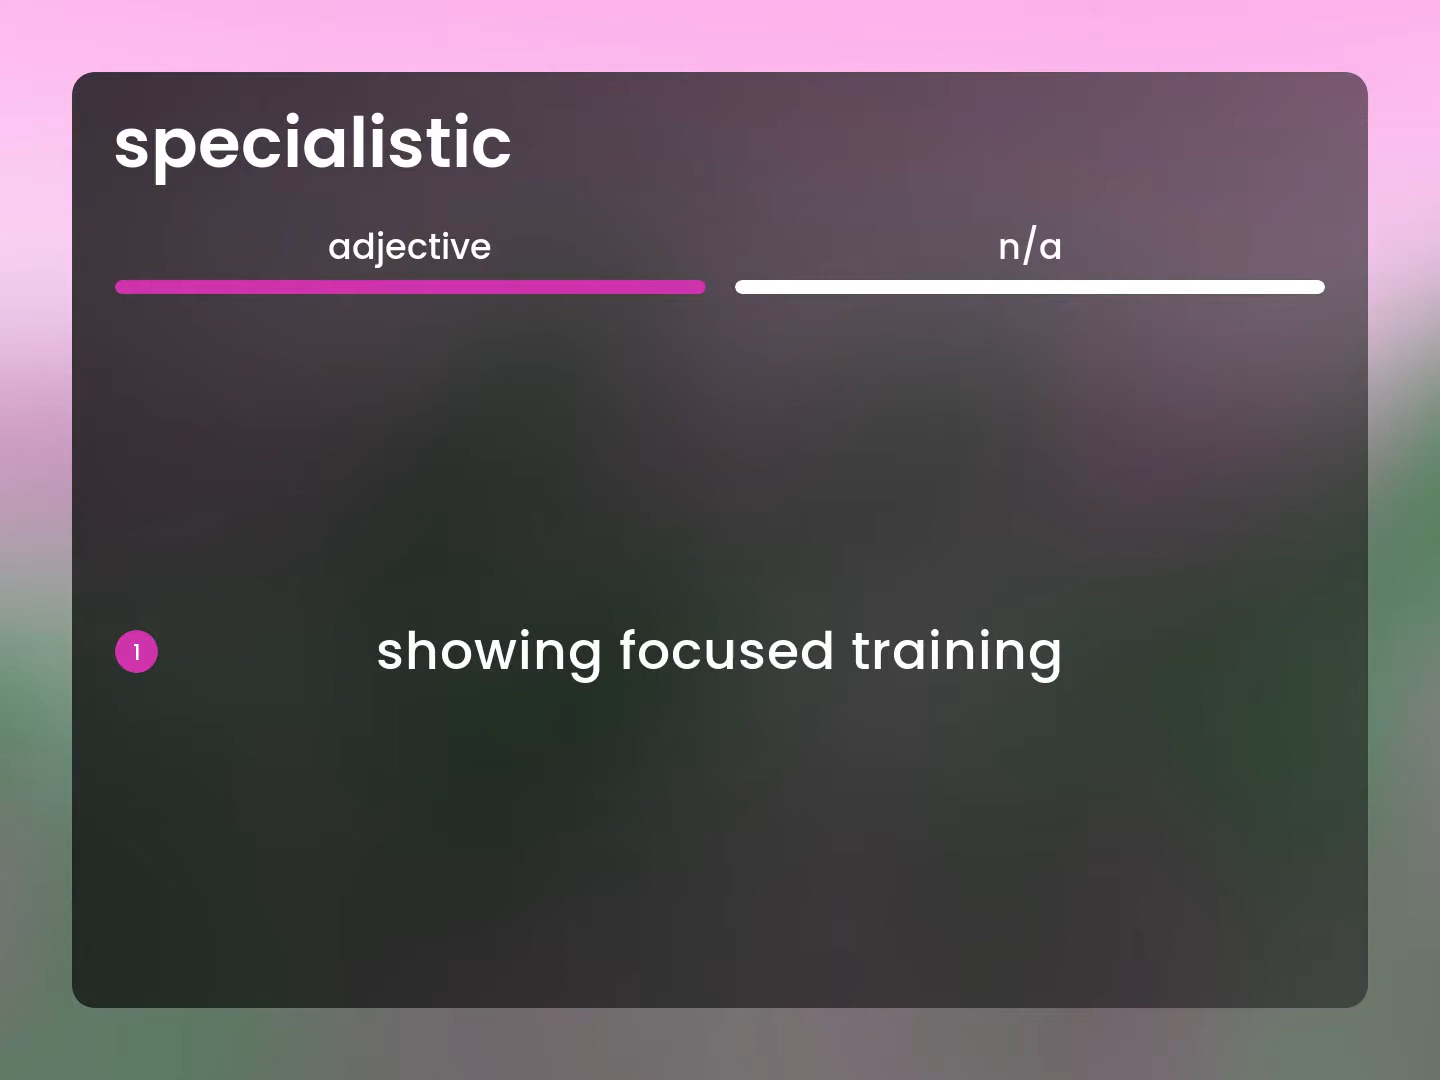 specialistic
adjective
n/a
1
showing focused training